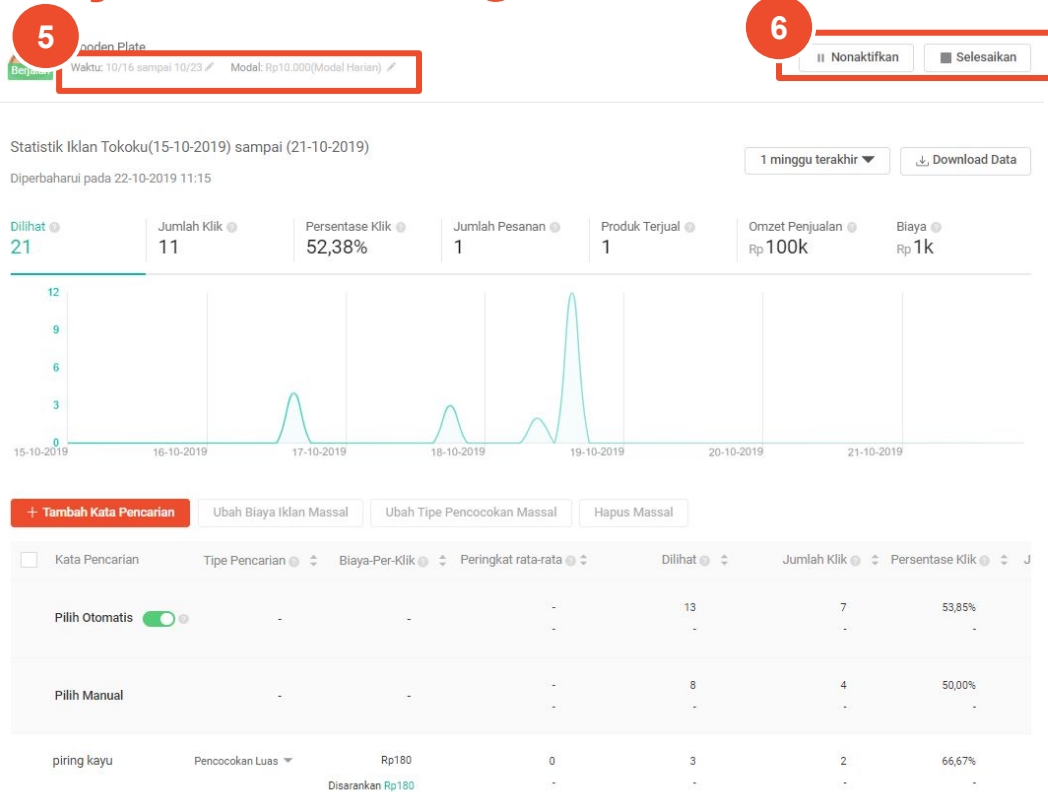 5
6
Plate
Berjalan
Waktu: 10/16 sampai 10/23
Modal: Rp10.000(Modal Harian)
Nonaktifkan
Selesaikan
Statistik Iklan Tokoku(15-10-2019) sampai (21-10-2019)
Diperbaharui pada 22-10-2019 11:15
1 minggu terakhir
Download Data
Dilihat Jumlah Klik Persentase Klik Jumlah Pesanan Produk Terjual Omzet Penjualan Biaya
21 11 52,38% 1 1 Rp100k Rp1k
12
9
6
3
0
15-10-2019 16-10-2019 17-10-2019 18-10-2019 19-10-2019 20-10-2019 21-10-2019
+ Tambah Kata Pencarian Ubah Biaya Iklan Massal Ubah Tipe Pencocokan Massal Hapus Massal
Kata Pencarian Tipe Pencarian Biaya-Per-Klik Peringkat rata-rata Dilihat Jumlah Klik Persentase Klik J
- 13 7 53,85%
Pilih Otomatis - -
- - - -
- 8 4 50,00%
Pilih Manual - -
- - - -
piring kayu Pencocokan Luas Rp180 0 3 2 66,67%
Disarankan Rp180 - - - -